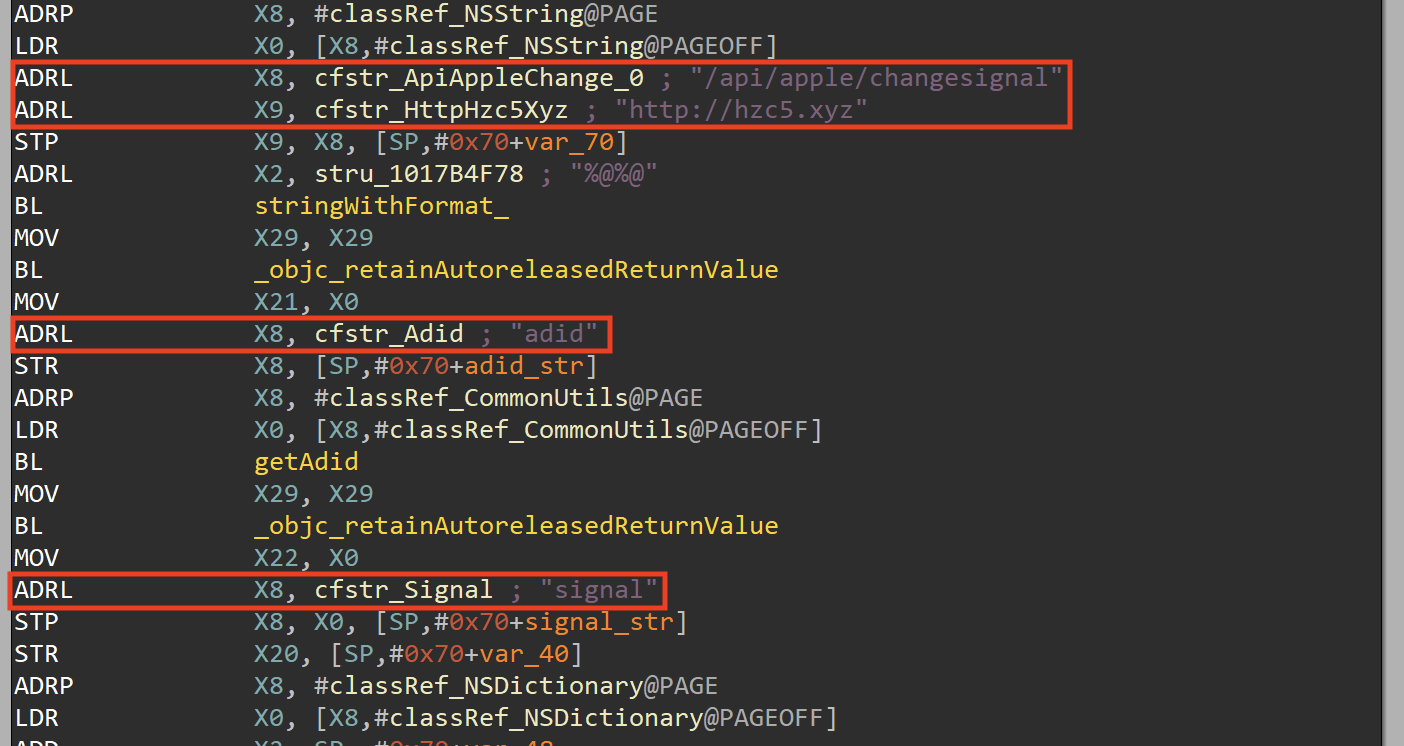 ADRP X8, #classRef_NSString@PAGE
LDR X0, [X8,#classRef_NSString@PAGEOFF]
ADRL X8, cfstr_ApiAppleChange_0 ; "/api/apple/changesignal"
ADRL X9, cfstr_HttpHzc5Xyz ; "http://hzc5.xyz"
STP X9, X8, [SP,#0x70+var_70]
ADRL X2, stru_1017B4F78 ; "%@%@"
BL stringWithFormat_
MOV X29, X29
BL _objc_retainAutoreleasedReturnValue
MOV X21, X0
ADRL X8, cfstr_Adid ; "adid"
STR X8, [SP,#0x70+adid_str]
ADRP X8, #classRef_CommonUtils@PAGE
LDR X0, [X8,#classRef_CommonUtils@PAGEOFF]
BL getAdid
MOV X29, X29
BL _objc_retainAutoreleasedReturnValue
MOV X22, X0
ADRL X8, cfstr_Signal ; "signal"
STP X8, X0, [SP,#0x70+signal_str]
STR X20, [SP,#0x70+var_40]
ADRP X8, #classRef_NSDictionary@PAGE
LDR X0, [X8,#classRef_NSDictionary@PAGEOFF]